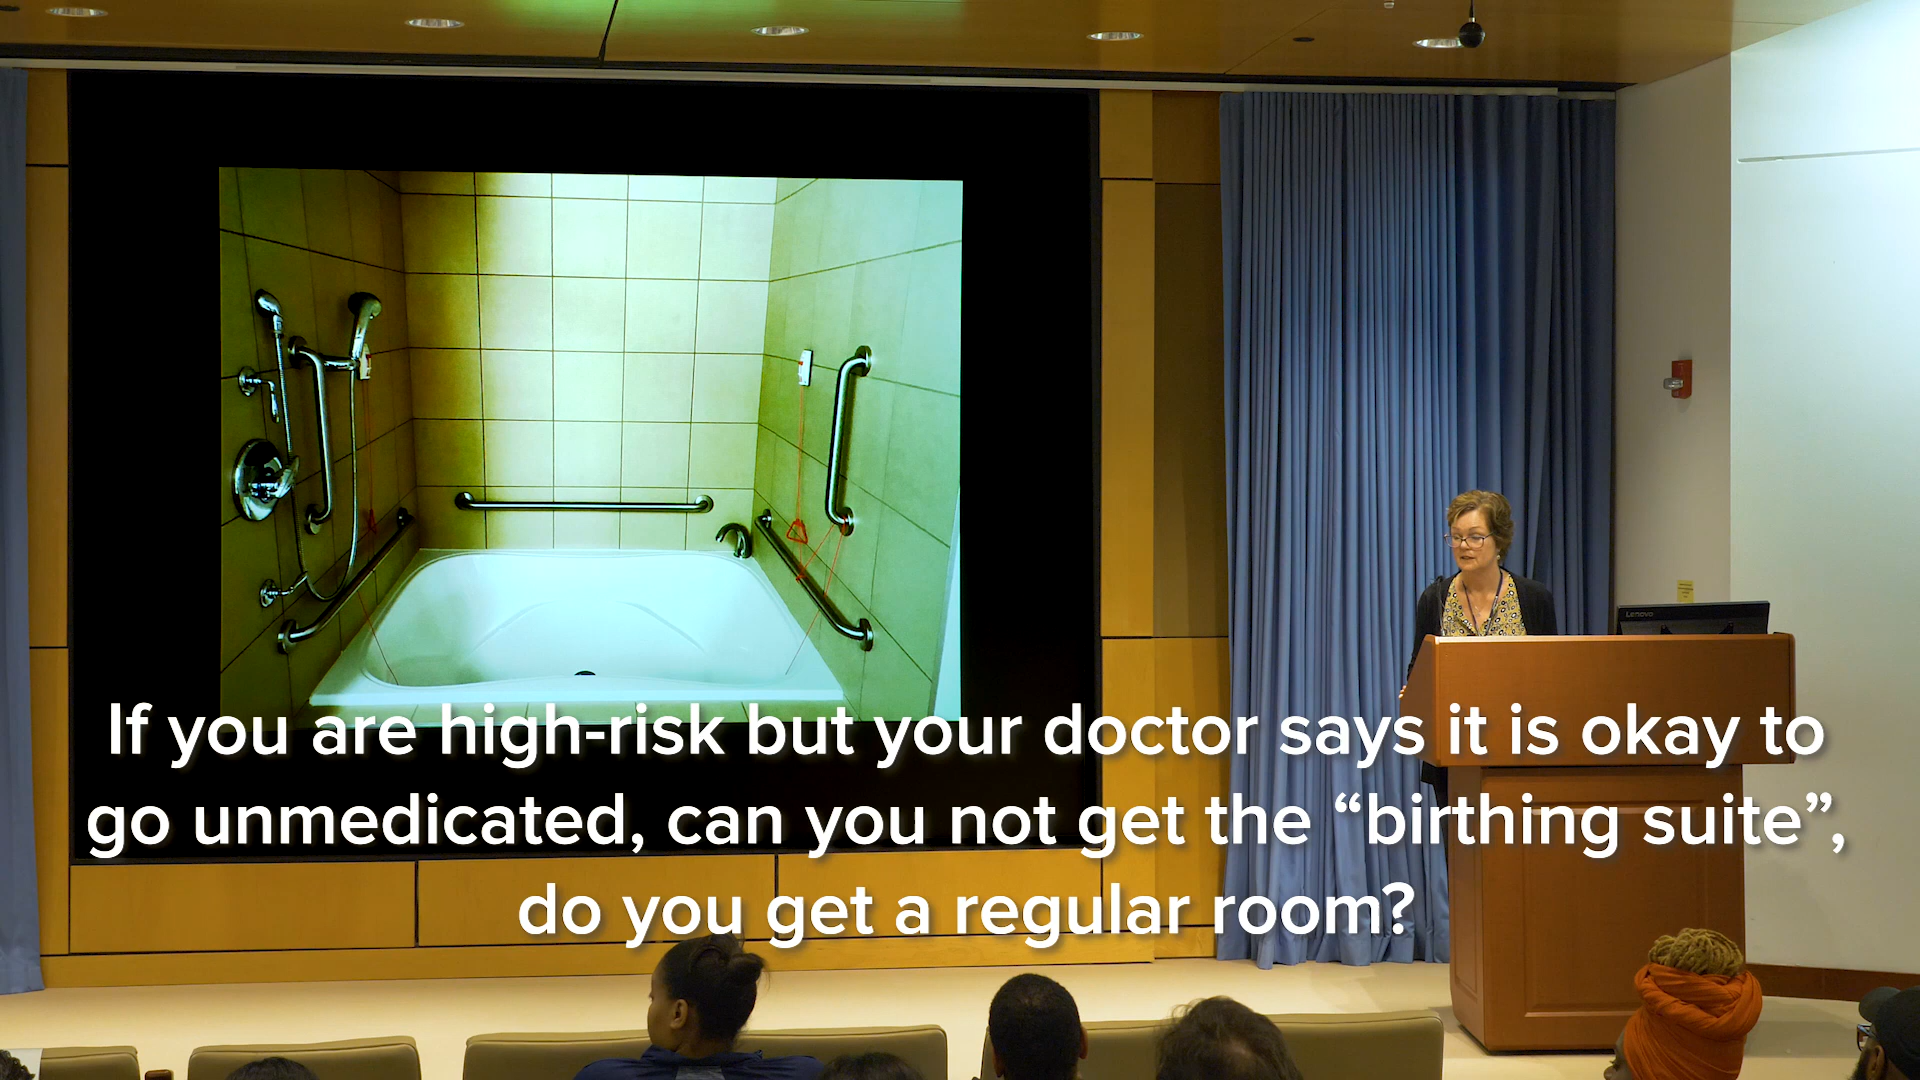 Lenovo
If you are high-risk but your doctor says it is okay to
go unmedicated, can you not get the “birthing suite”,
do you get a regular room?